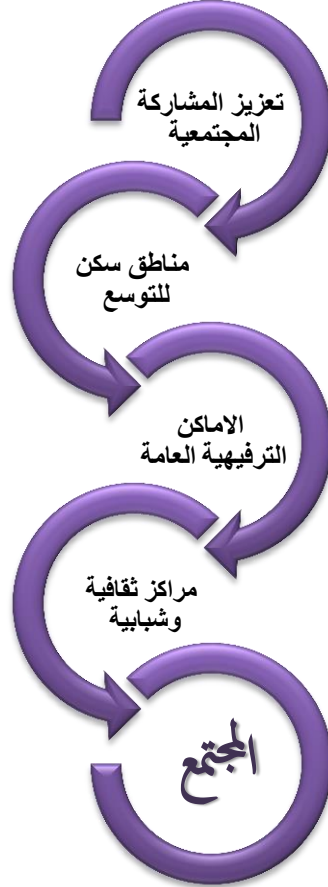 تعزيز المشاركة
المجتمعية
مناطق سكن
للتوسع
الاماكن
الترفيهية العامة
مراكز ثقافية
وشبابية
المجتمع